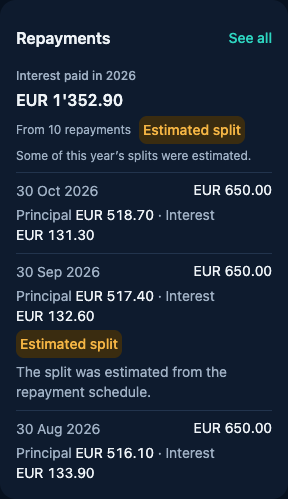 Repayments See all
Interest paid in 2026
EUR 1'352.90
From 10 repayments Estimated split
Some of this year’s splits were estimated.
30 Oct 2026 EUR 650.00
Principal EUR 518.70 · Interest
EUR 131.30
30 Sep 2026 EUR 650.00
Principal EUR 517.40 · Interest
EUR 132.60
Estimated split
The split was estimated from the
repayment schedule.
30 Aug 2026 EUR 650.00
Principal EUR 516.10 · Interest
EUR 133.90